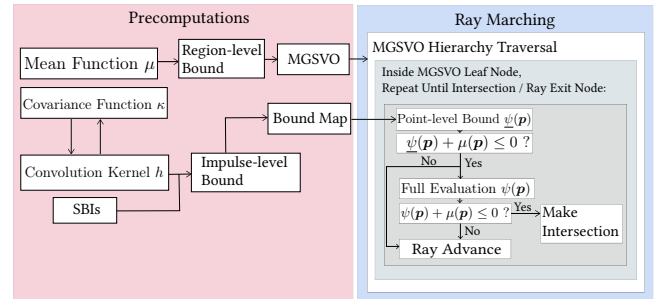 Precomputations
Mean Function μ
Region-level
Bound
MGSVO
Covariance Function κ
Bound Map
Convolution Kernel h
Impulse-level
Bound
SBIs
Ray Marching
MGSVO Hierarchy Traversal
Inside MGSVO Leaf Node,
Repeat Until Intersection / Ray Exit Node:
Point-level Bound ψ̲(p)
ψ̲(p) + μ(p) ≤ 0 ?
No
Yes
Full Evaluation ψ(p)
ψ(p) + μ(p) ≤ 0 ?
Yes
Make
Intersection
No
Ray Advance